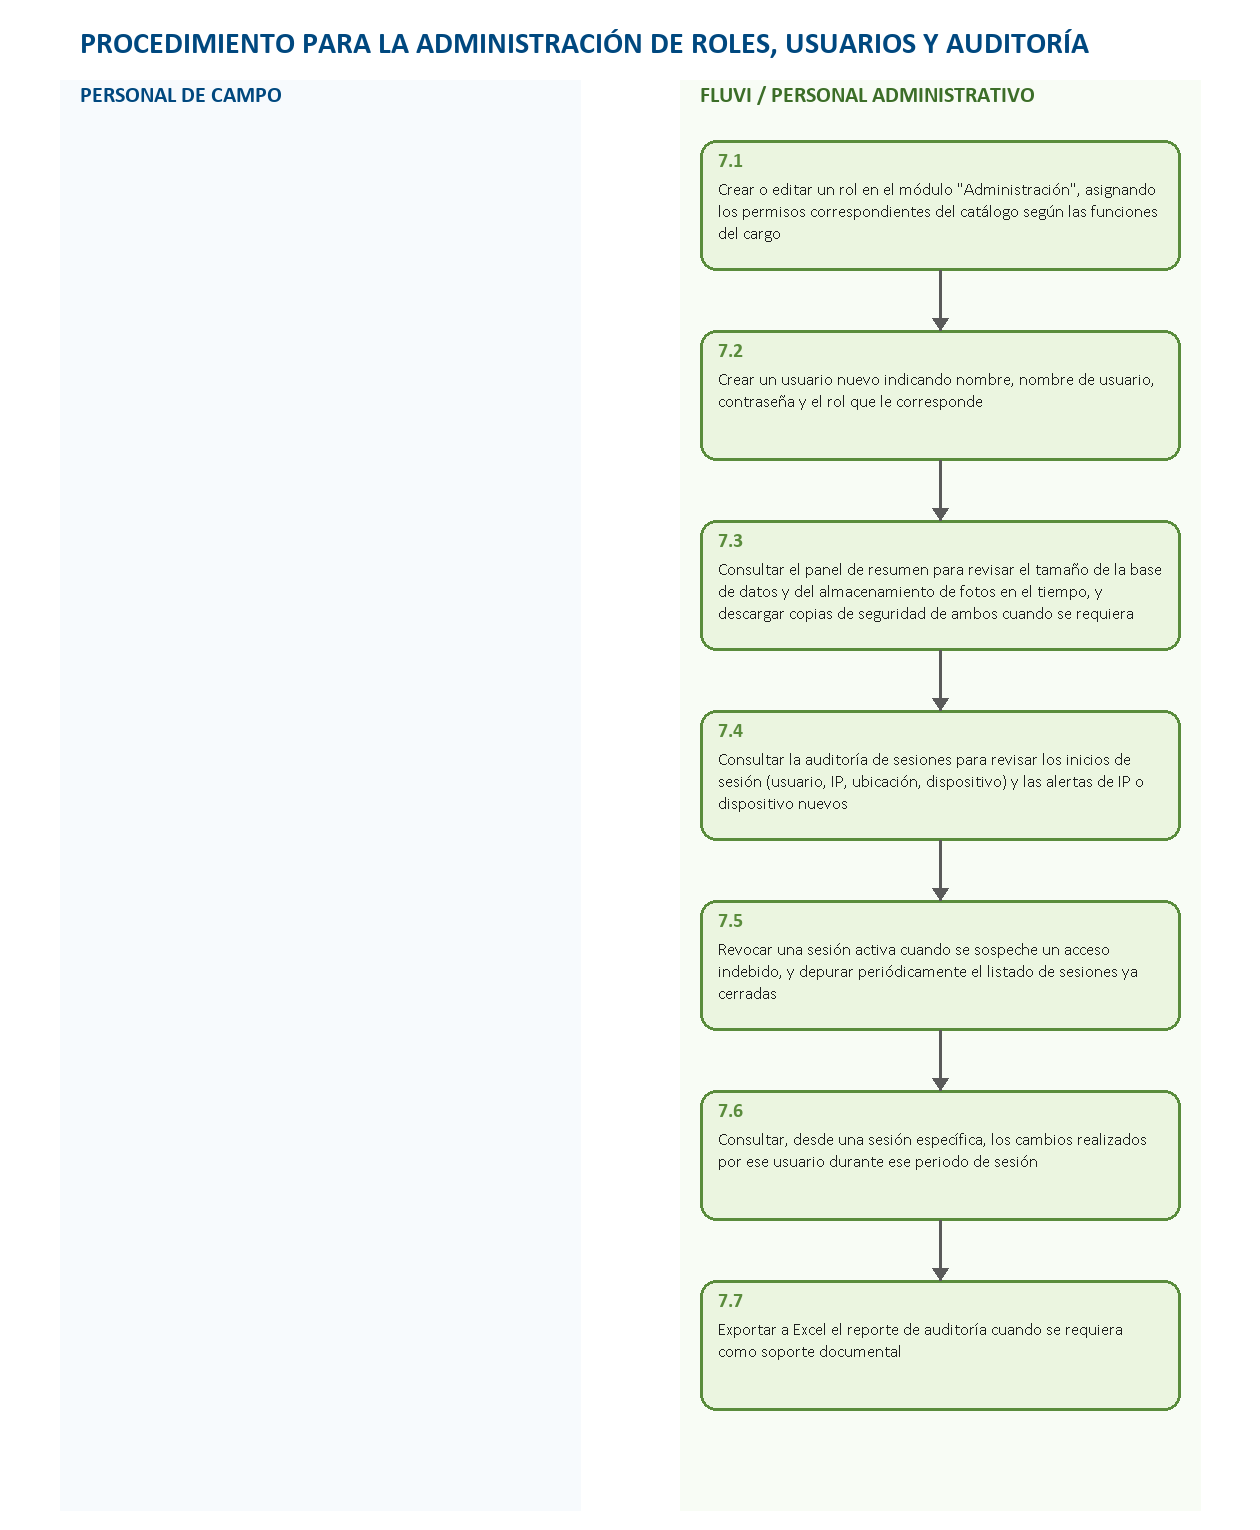 PROCEDIMIENTO PARA LA ADMINISTRACIÓN DE ROLES, USUARIOS Y AUDITORÍA
PERSONAL DE CAMPO
FLUVI / PERSONAL ADMINISTRATIVO
7.1
Crear o editar un rol en el módulo "Administración", asignando
los permisos correspondientes del catálogo según las funciones
del cargo
7.2
Crear un usuario nuevo indicando nombre, nombre de usuario,
contraseña y el rol que le corresponde
7.3
Consultar el panel de resumen para revisar el tamaño de la base
de datos y del almacenamiento de fotos en el tiempo, y
descargar copias de seguridad de ambos cuando se requiera
7.4
Consultar la auditoría de sesiones para revisar los inicios de
sesión (usuario, IP, ubicación, dispositivo) y las alertas de IP o
dispositivo nuevos
7.5
Revocar una sesión activa cuando se sospeche un acceso
indebido, y depurar periódicamente el listado de sesiones ya
cerradas
7.6
Consultar, desde una sesión específica, los cambios realizados
por ese usuario durante ese periodo de sesión
7.7
Exportar a Excel el reporte de auditoría cuando se requiera
como soporte documental